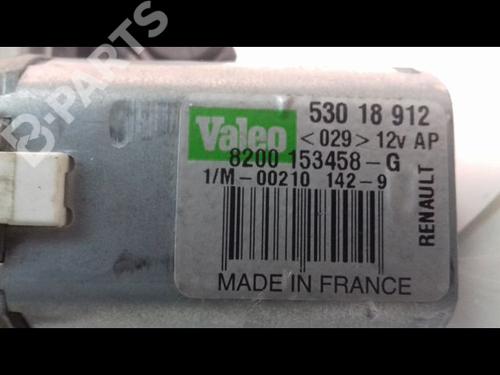 B-PARTS
Valeo
530 18 912
<029> 12v AP
8200 153458-G
1/M-00210 142-9
RENAULT
MADE IN FRANCE